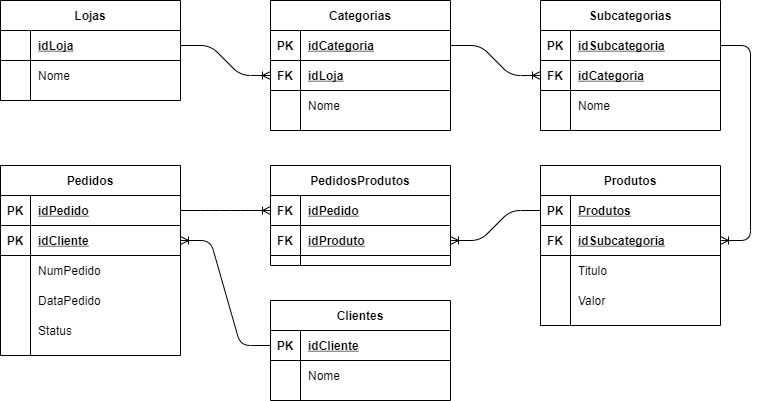 Lojas
idLoja
Nome
Categorias
PK idCategoria
FK idLoja
Nome
Subcategorias
PK idSubcategoria
FK idCategoria
Nome
Pedidos
PK idPedido
PK idCliente
NumPedido
DataPedido
Status
PedidosProdutos
FK idPedido
FK idProduto
Produtos
PK Produtos
FK idSubcategoria
Titulo
Valor
Clientes
PK idCliente
Nome